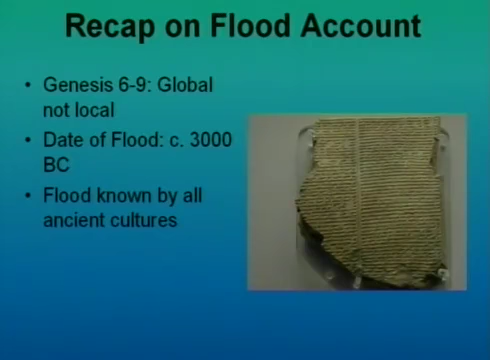 Recap on Flood Account
• Genesis 6-9: Global
not local
• Date of Flood: c. 3000
BC
• Flood known by all
ancient cultures